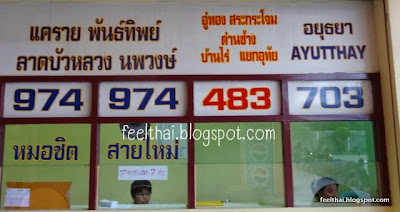 แคราย พันธ์ทิพย์
ลาดบัวหลวง นพวงษ์
อู่ทอง สระกระโจม
ด่านช้าง
บ้านไร่ แยกอุทัย
อยุธยา
AYUTTHAY
974 974 483 703
feelthai.blogspot.com
หมอชิต สายใหม่
feelthai.blogspot.com